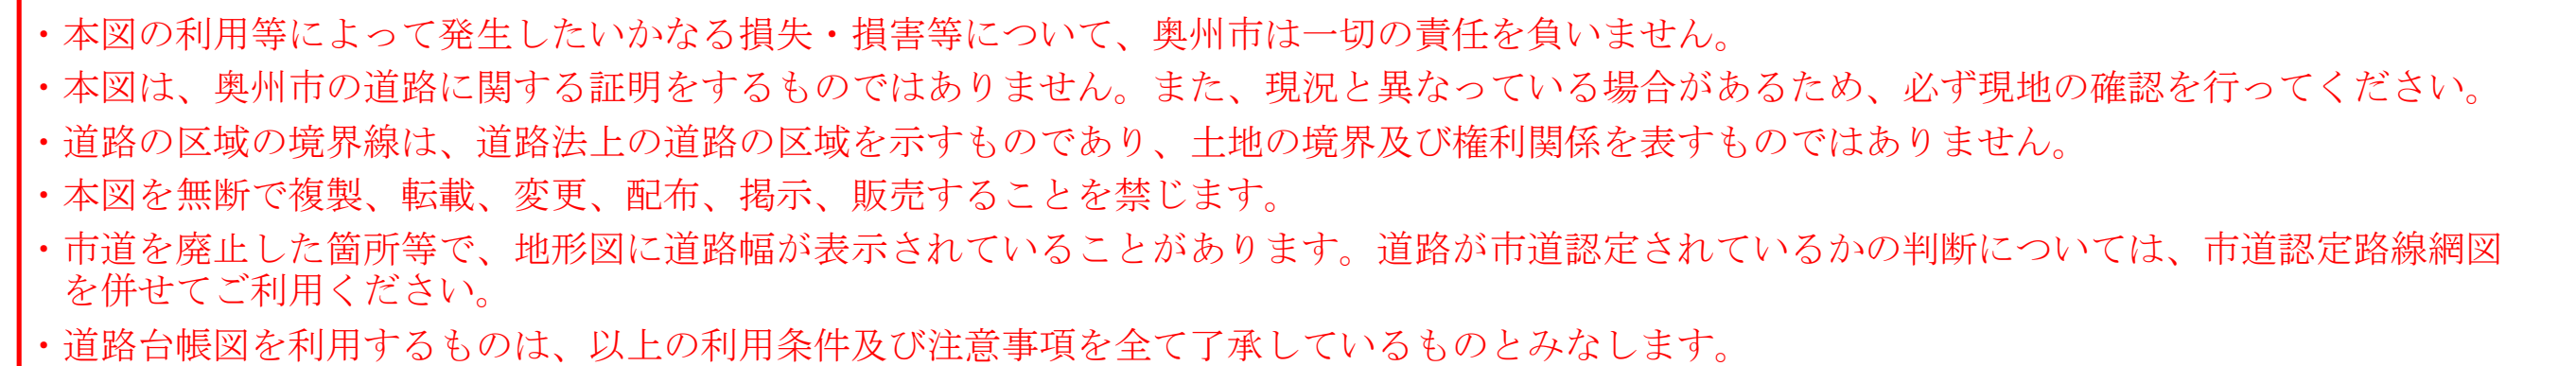 ・本図の利用等によって発生したいかなる損失・損害等について、奥州市は一切の責任を負いません。
・本図は、奥州市の道路に関する証明をするものではありません。また、現況と異なっている場合があるため、必ず現地の確認を行ってください。
・道路の区域の境界線は、道路法上の道路の区域を示すものであり、土地の境界及び権利関係を表すものではありません。
・本図を無断で複製、転載、変更、配布、掲示、販売することを禁じます。
・市道を廃止した箇所等で、地形図に道路幅が表示されていることがあります。道路が市道認定されているかの判断については、市道認定路線網図
を併せてご利用ください。
・道路台帳図を利用するものは、以上の利用条件及び注意事項を全て了承しているものとみなします。